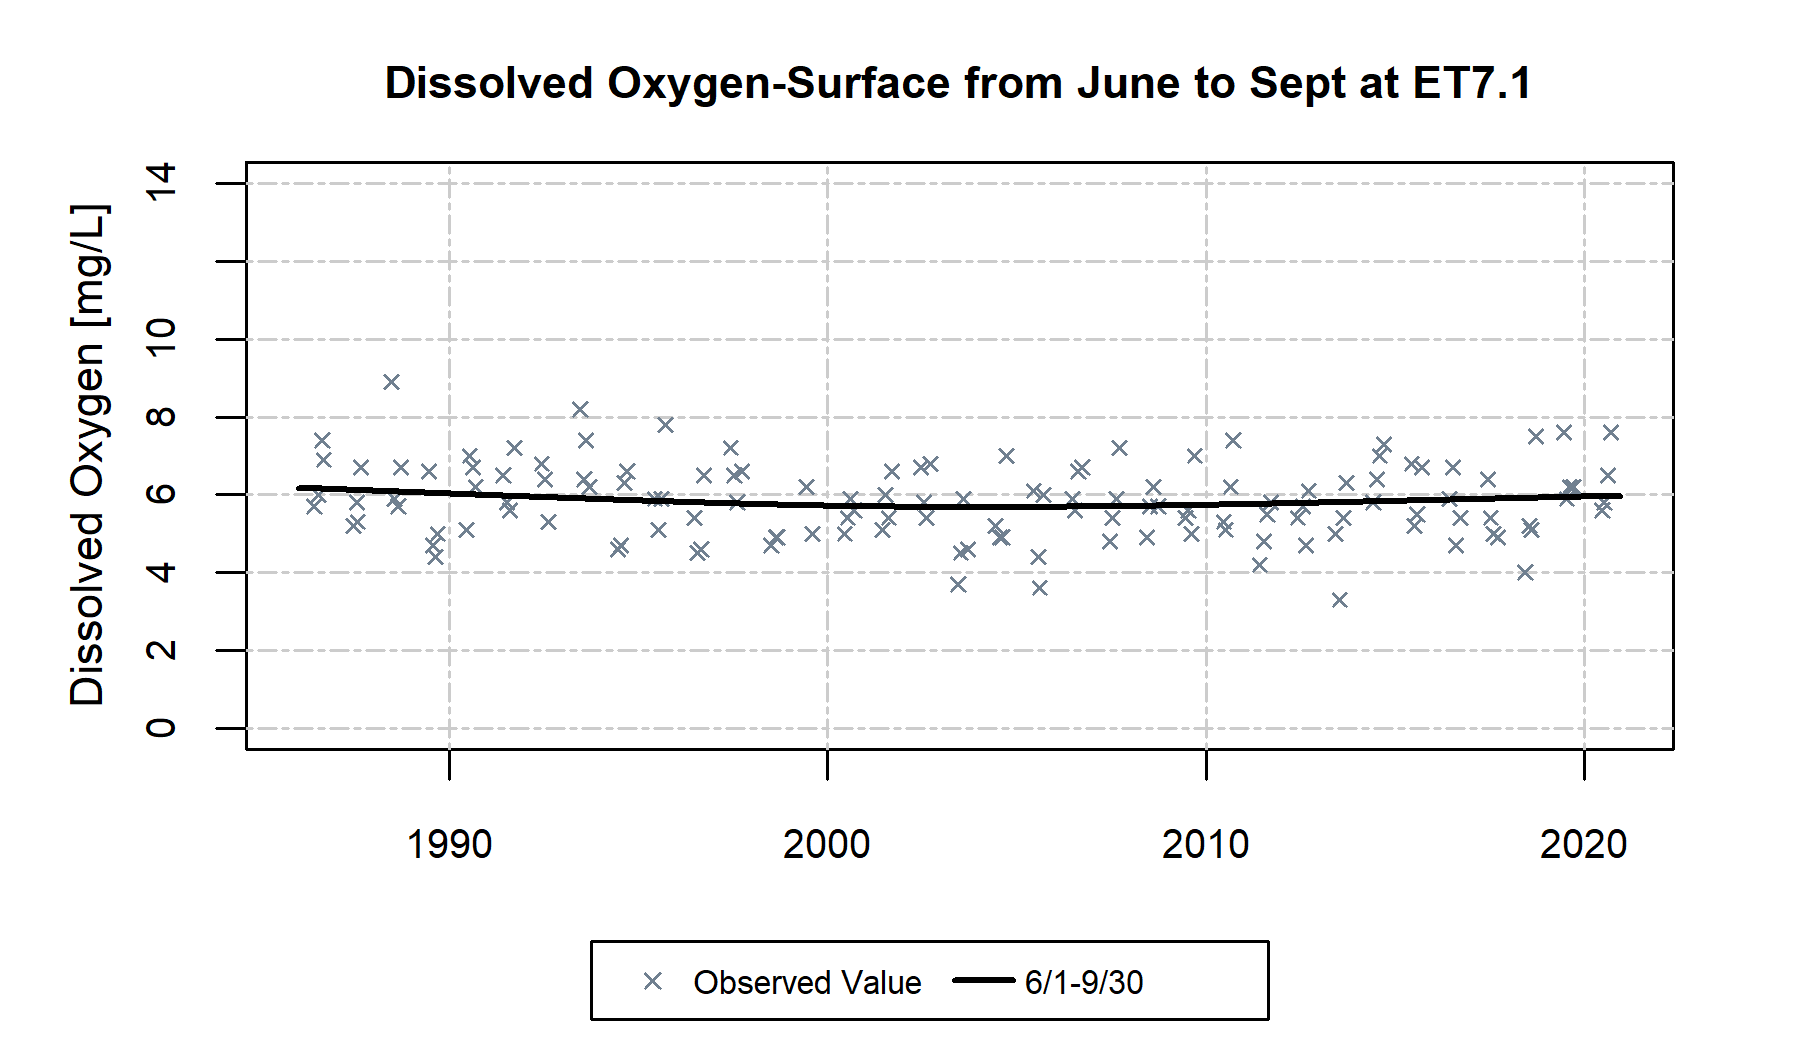 Dissolved Oxygen-Surface from June to Sept at ET7.1
Dissolved Oxygen [mg/L]
14
10
8
6
4
2
0
1990 2000 2010 2020
Observed Value 6/1-9/30